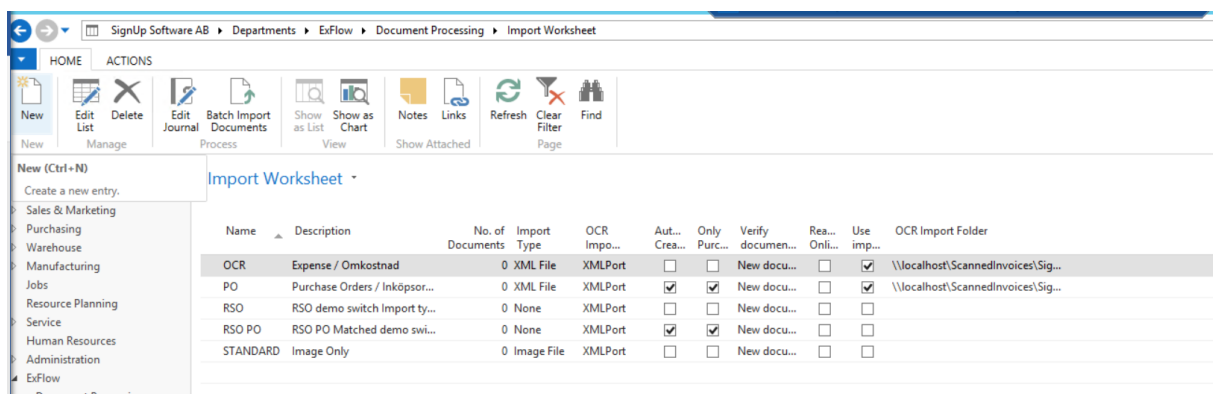 SignUp Software AB ▸ Departments ▸ ExFlow ▸ Document Processing ▸ Import Worksheet
HOME ACTIONS
New Edit List Delete Edit Journal Batch Import Documents Show as List Show as Chart Notes Links Refresh Clear Filter Find
New Manage Process View Show Attached Page
New (Ctrl+N)
Create a new entry.
Import Worksheet
Sales & Marketing
Purchasing
Warehouse
Manufacturing
Jobs
Resource Planning
Service
Human Resources
Administration
ExFlow
Name Description No. of Documents Import Type OCR Impo... Aut... Crea... Only Purc... Verify documen... Rea... Onli... Use imp... OCR Import Folder
OCR Expense / Omkostnad 0 XML File XMLPort New docu... \\localhost\ScannedInvoices\Sig...
PO Purchase Orders / Inköpsor... 0 XML File XMLPort New docu... \\localhost\ScannedInvoices\Sig...
RSO RSO demo switch Import ty... 0 None XMLPort New docu...
RSO PO RSO PO Matched demo swi... 0 None XMLPort New docu...
STANDARD Image Only 0 Image File XMLPort New docu...